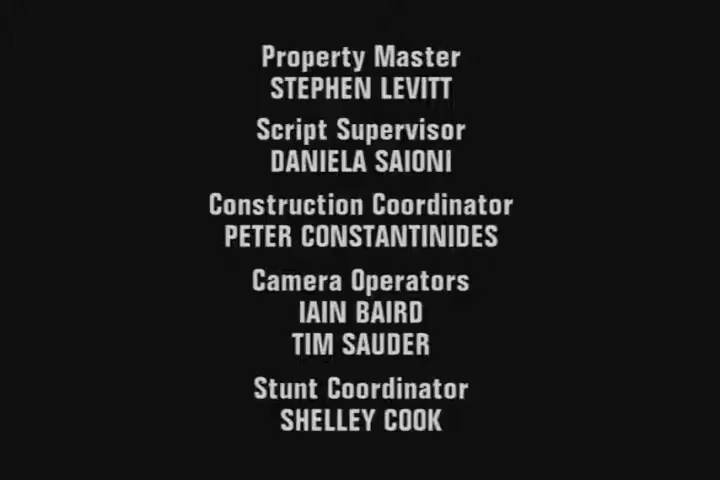 Property Master
STEPHEN LEVITT
Script Supervisor
DANIELA SAIONI
Construction Coordinator
PETER CONSTANTINIDES
Camera Operators
IAIN BAIRD
TIM SAUDER
Stunt Coordinator
SHELLEY COOK